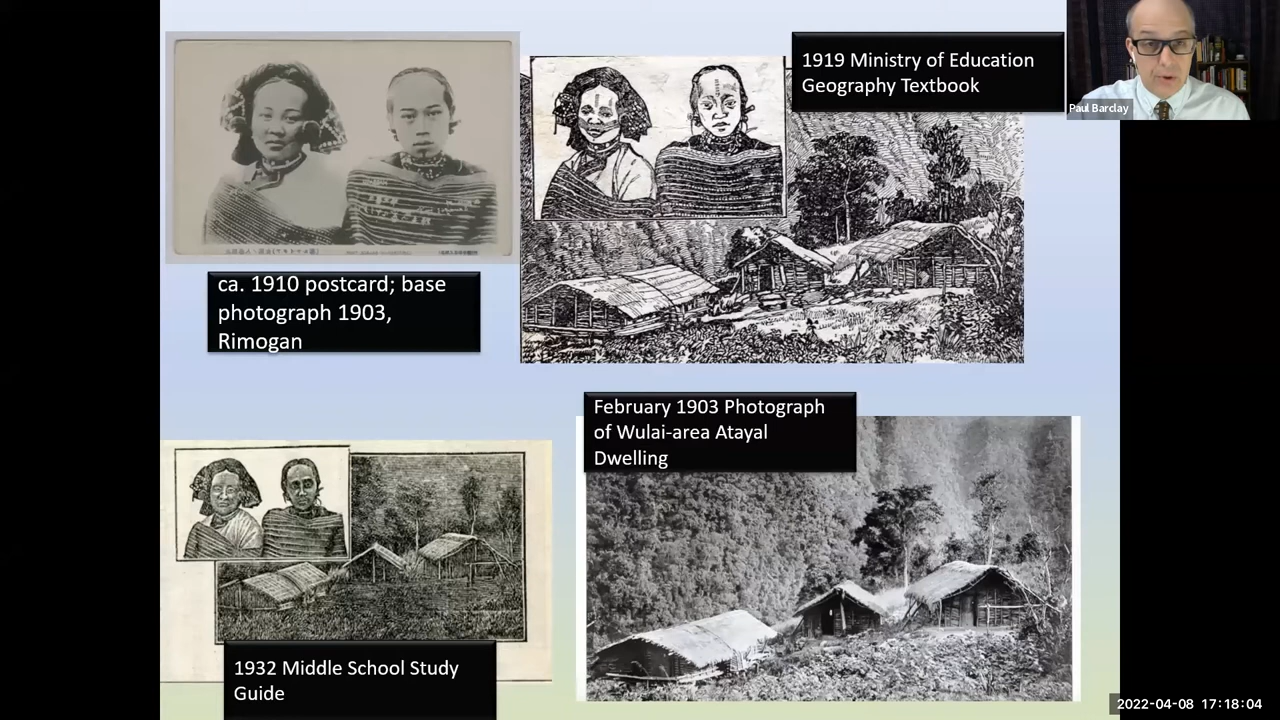 1919 Ministry of Education
Geography Textbook
Paul Barclay
ca. 1910 postcard; base
photograph 1903,
Rimogan
February 1903 Photograph
of Wulai-area Atayal
Dwelling
1932 Middle School Study
Guide
2022-04-08 17:18:04